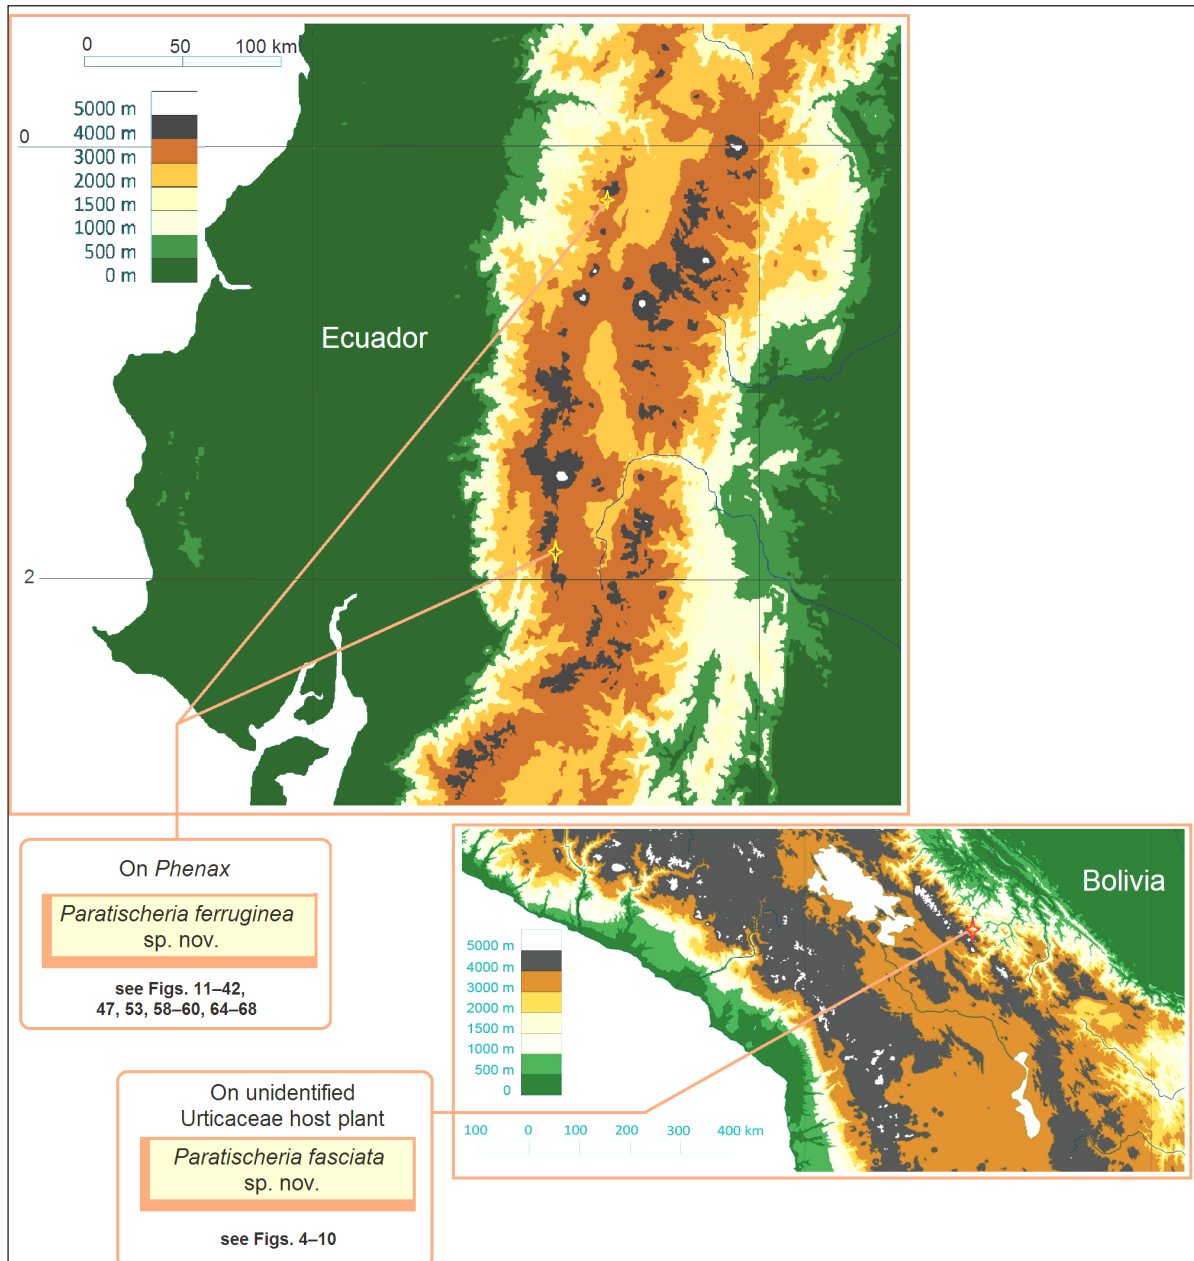 0 50 100 km
5000 m
4000 m
0
3000 m
2000 m
1500 m
1000 m
500 m
0 m
Ecuador
2
On Phenax
Paratischeria ferruginea
sp. nov.
see Figs. 11–42,
47, 53, 58–60, 64–68
Bolivia
5000 m
4000 m
3000 m
2000 m
1500 m
1000 m
500 m
0
100 0 100 200 300 400 km
On unidentified
Urticaceae host plant
Paratischeria fasciata
sp. nov.
see Figs. 4–10